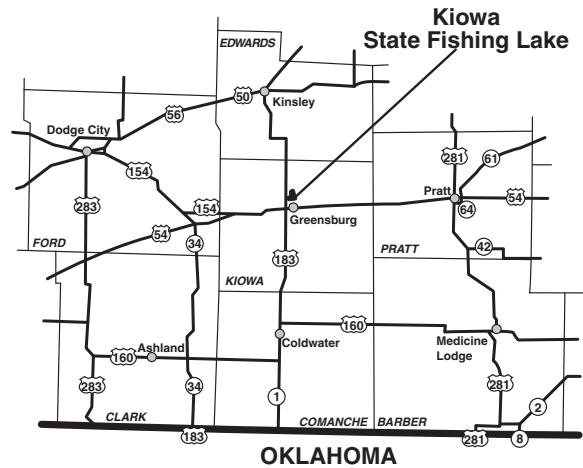 Kiowa
State Fishing Lake
EDWARDS
50
Kinsley
56
Dodge City
281
61
154
Pratt
54
283
154
64
Greensburg
54
34
42
FORD
183
PRATT
KIOWA
160
Coldwater
Medicine
Lodge
Ashland
160
283
34
281
1
2
CLARK
COMANCHE
BARBER
183
281
8
OKLAHOMA